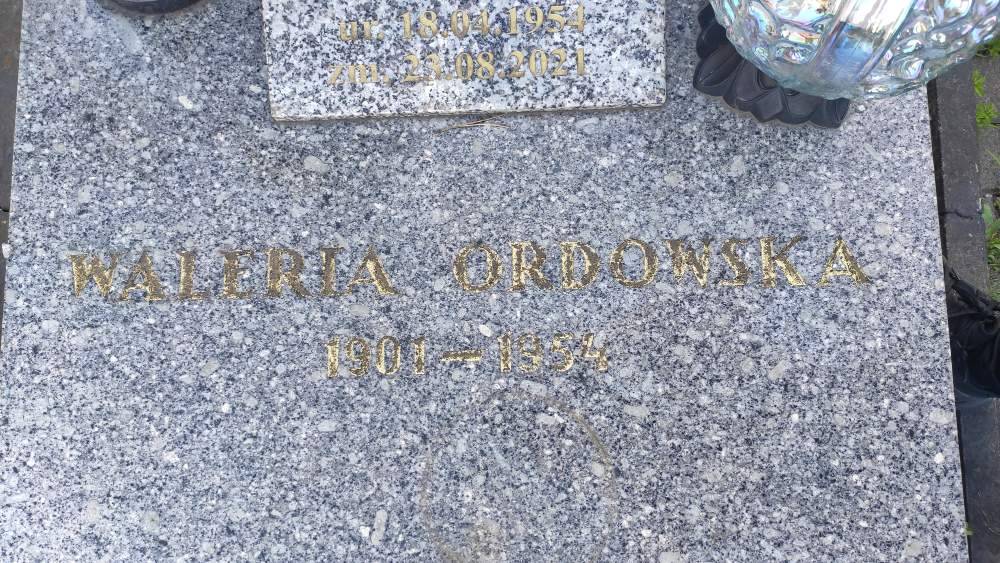 ur. 18.04.1954
zm. 23.08.2021
WALERIA ORDOWSKA
1901 – 1954